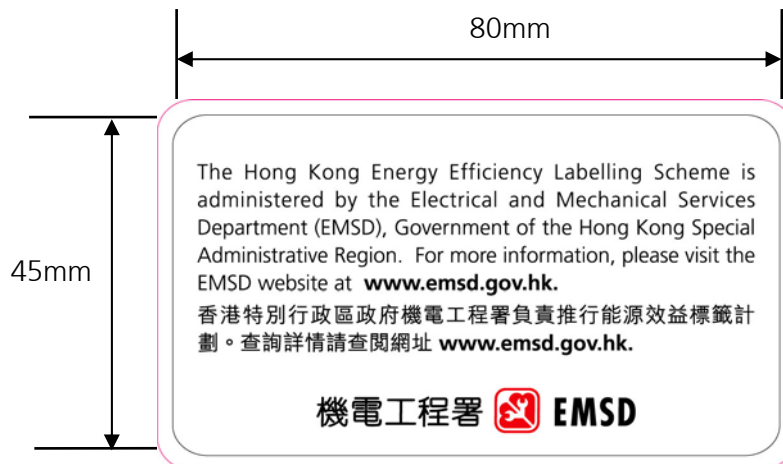 80mm
The Hong Kong Energy Efficiency Labelling Scheme is
administered by the Electrical and Mechanical Services
Department (EMSD), Government of the Hong Kong Special
Administrative Region. For more information, please visit the
45mm
EMSD website at www.emsd.gov.hk.
香港特別行政區政府機電工程署負責推行能源效益標籤計
劃。查詢詳情請查閱網址 www.emsd.gov.hk.
機電工程署 EMSD